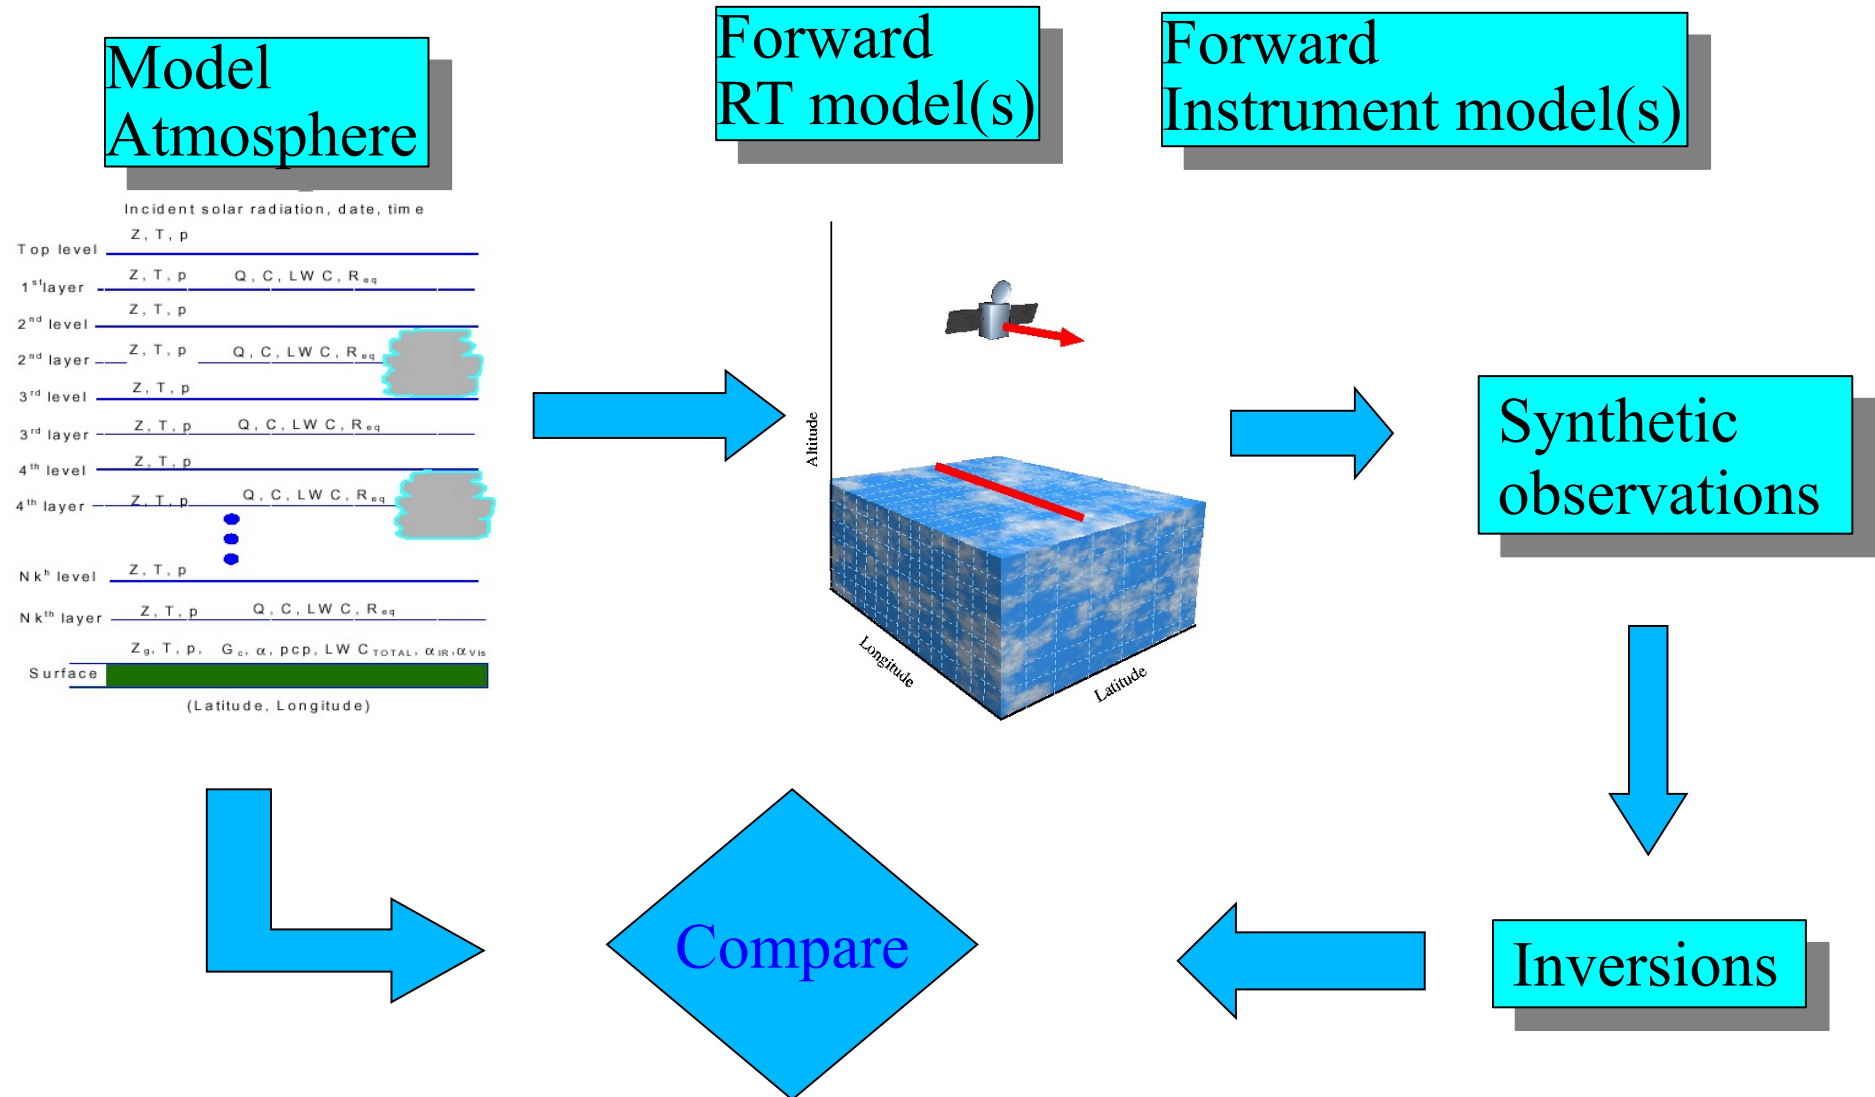 Model
Atmosphere
Forward
RT model(s)
Forward
Instrument model(s)
Incident solar radiation, date, time
Z, T, p
Top level
Z, T, p Q, C, LWC, Req
1st layer
Z, T, p
2nd level
Z, T, p Q, C, LWC, Req
2nd layer
Z, T, p
3rd level
Z, T, p Q, C, LWC, Req
3rd layer
Z, T, p
4th level
Z, T, p Q, C, LWC, Req
4th layer
Z, T, p
Nkh level
Z, T, p Q, C, LWC, Req
Nkth layer
Zg, T, p, Gc, α, pcp, LWCTOTAL, αIR, αVis
Surface
(Latitude, Longitude)
Altitude
Longitude
Latitude
Synthetic
observations
Compare
Inversions